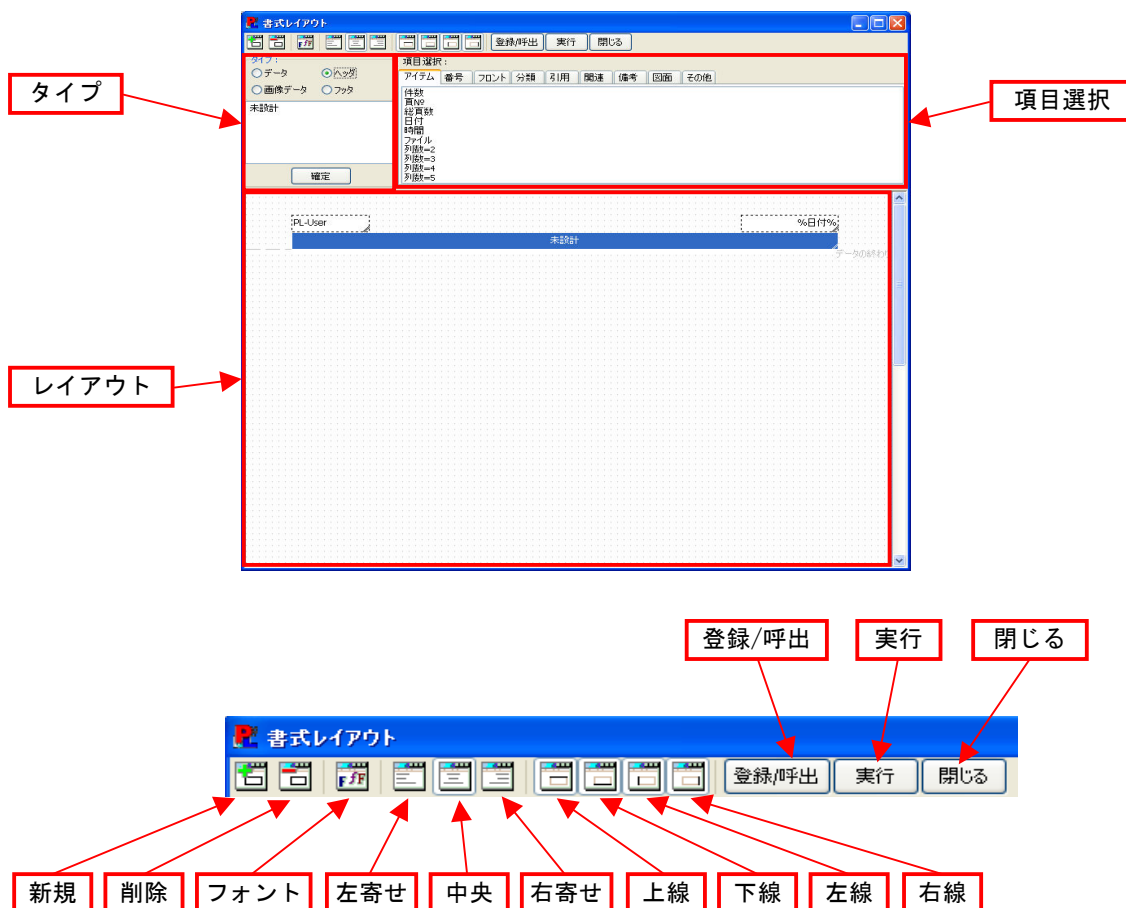 書式レイアウト
登録/呼出 実行 閉じる
タイプ
タイプ：
データ ヘッダ
画像データ フッタ
未設計
確定
項目選択：
アイテム 番号 フロント 分類 引用 関連 備考 図面 その他
件数
頁№
総頁数
日付
時間
ファイル
列数=2
列数=3
列数=4
列数=5
項目選択
PL-User %日付%
未設計
データの終わり
レイアウト
登録/呼出 実行 閉じる
書式レイアウト
登録/呼出 実行 閉じる
新規 削除 フォント 左寄せ 中央 右寄せ 上線 下線 左線 右線